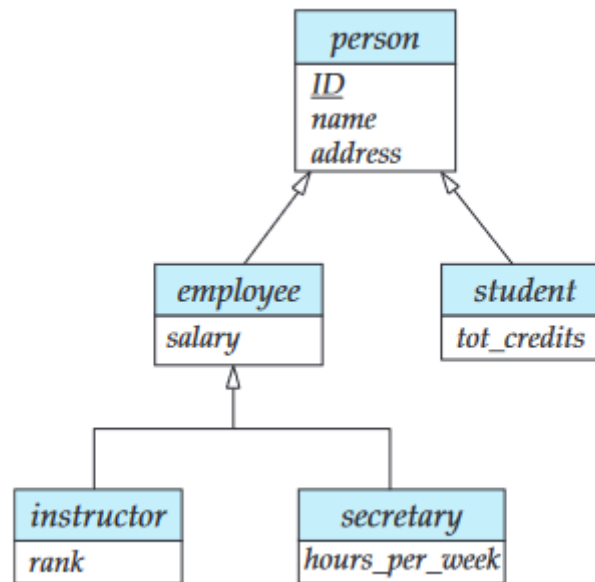 person
ID
name
address
employee
salary
student
tot_credits
instructor
rank
secretary
hours_per_week